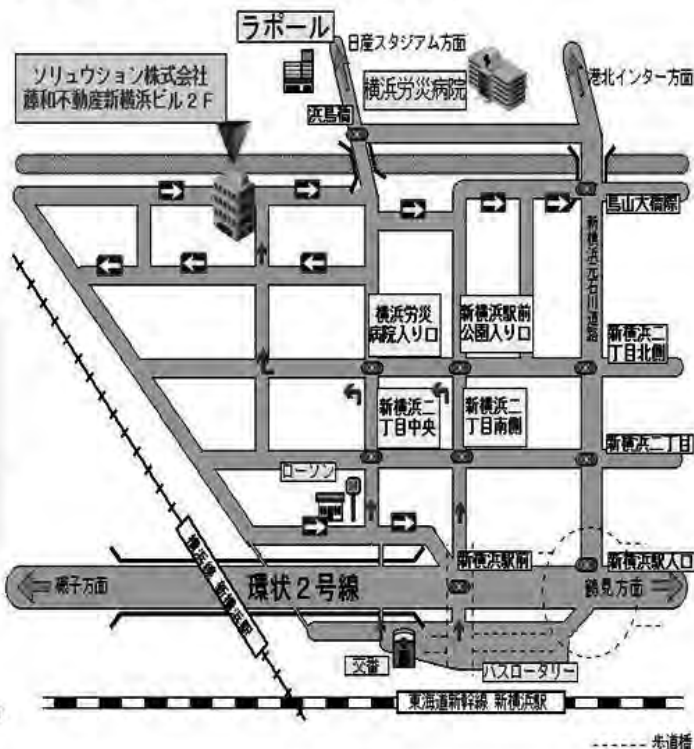 ラポール
日産スタジアム方面
ソリュウション株式会社
藤和不動産新横浜ビル２Ｆ
横浜労災病院
港北インター方面
浜鳥橋
鳥山大橋際
新横浜元石川道路
横浜労災
病院入り口
新横浜駅前
公園入り口
新横浜二
丁目北側
新横浜二
丁目中央
新横浜二
丁目南側
新横浜二丁目
ローソン
新横浜駅前
新横浜駅入口
磯子方面
環状２号線
鶴見方面
横浜線 新横浜駅
交番
バスロータリー
東海道新幹線 新横浜駅
歩道橋